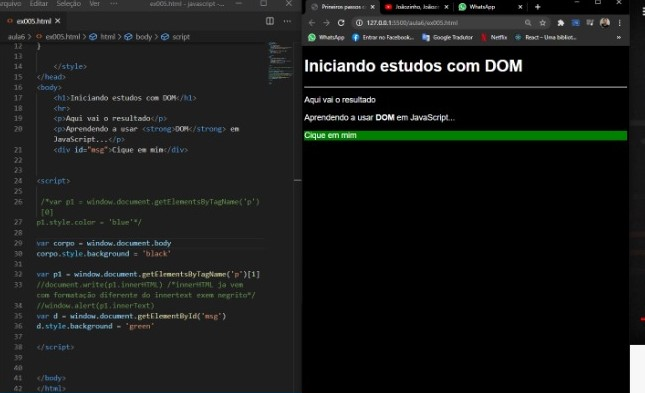 Arquivo Editar Seleção Ver ex005.html - javascript -...
ex005.html
aula6 > ex005.html > html > body > script
12 }
14 </style>
15 </head>
16 <body>
17 <h1>Iniciando estudos com DOM</h1>
18 <hr>
19 <p>Aqui vai o resultado</p>
20 <p>Aprendendo a usar <strong>DOM</strong> em
JavaScript...</p>
21 <div id="msg">Cique em mim</div>
22
23
24 <script>
25
26 /*var p1 = window.document.getElementsByTagName('p')
[0]
27 p1.style.color = 'blue'*/
28
29 var corpo = window.document.body
30 corpo.style.background = 'black'
31
32 var p1 = window.document.getElementsByTagName('p')[1]
33 //document.write(p1.innerHTML) /*innerHTML ja vem
com formatação diferente do innertext exem negrito*/
34 //window.alert(p1.innerText)
35 var d = window.document.getElementById('msg')
36 d.style.background = 'green'
37
38 </script>
39
40
41 </body>
42 </html>
Primeiros passos WhatsApp
127.0.0.1:5500/aula6/ex005.html
WhatsApp Entrar no Facebook... Google Tradutor Netflix React – Uma bibliot...
Iniciando estudos com DOM
Aqui vai o resultado
Aprendendo a usar DOM em JavaScript...
Cique em mim